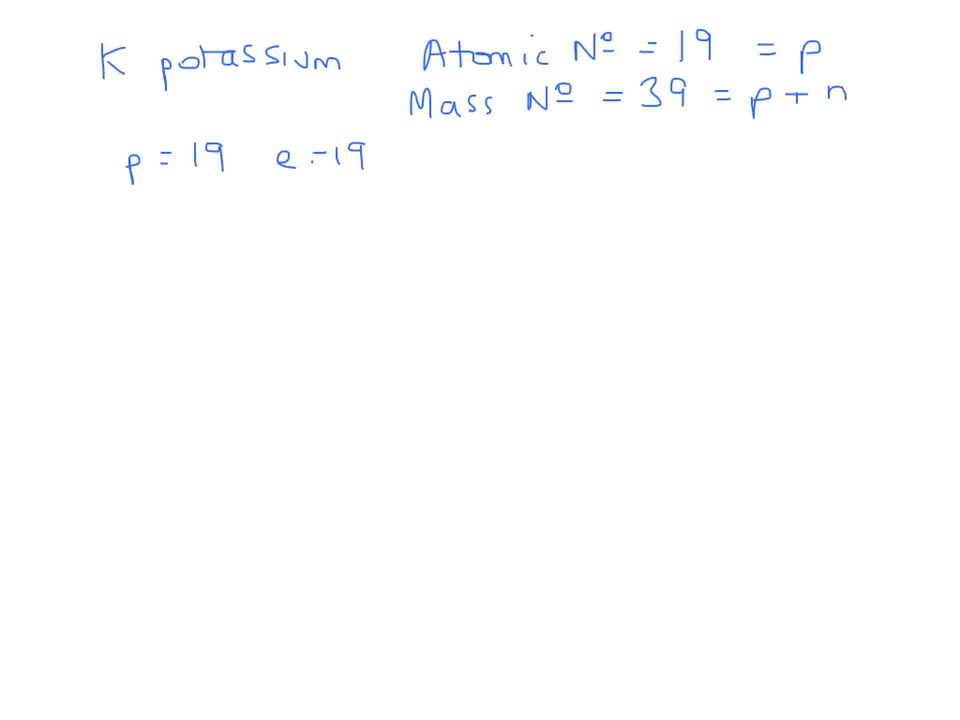 K potassium Atomic Nº = 19 = p
Mass Nº = 39 = p + n
p = 19 e = 19